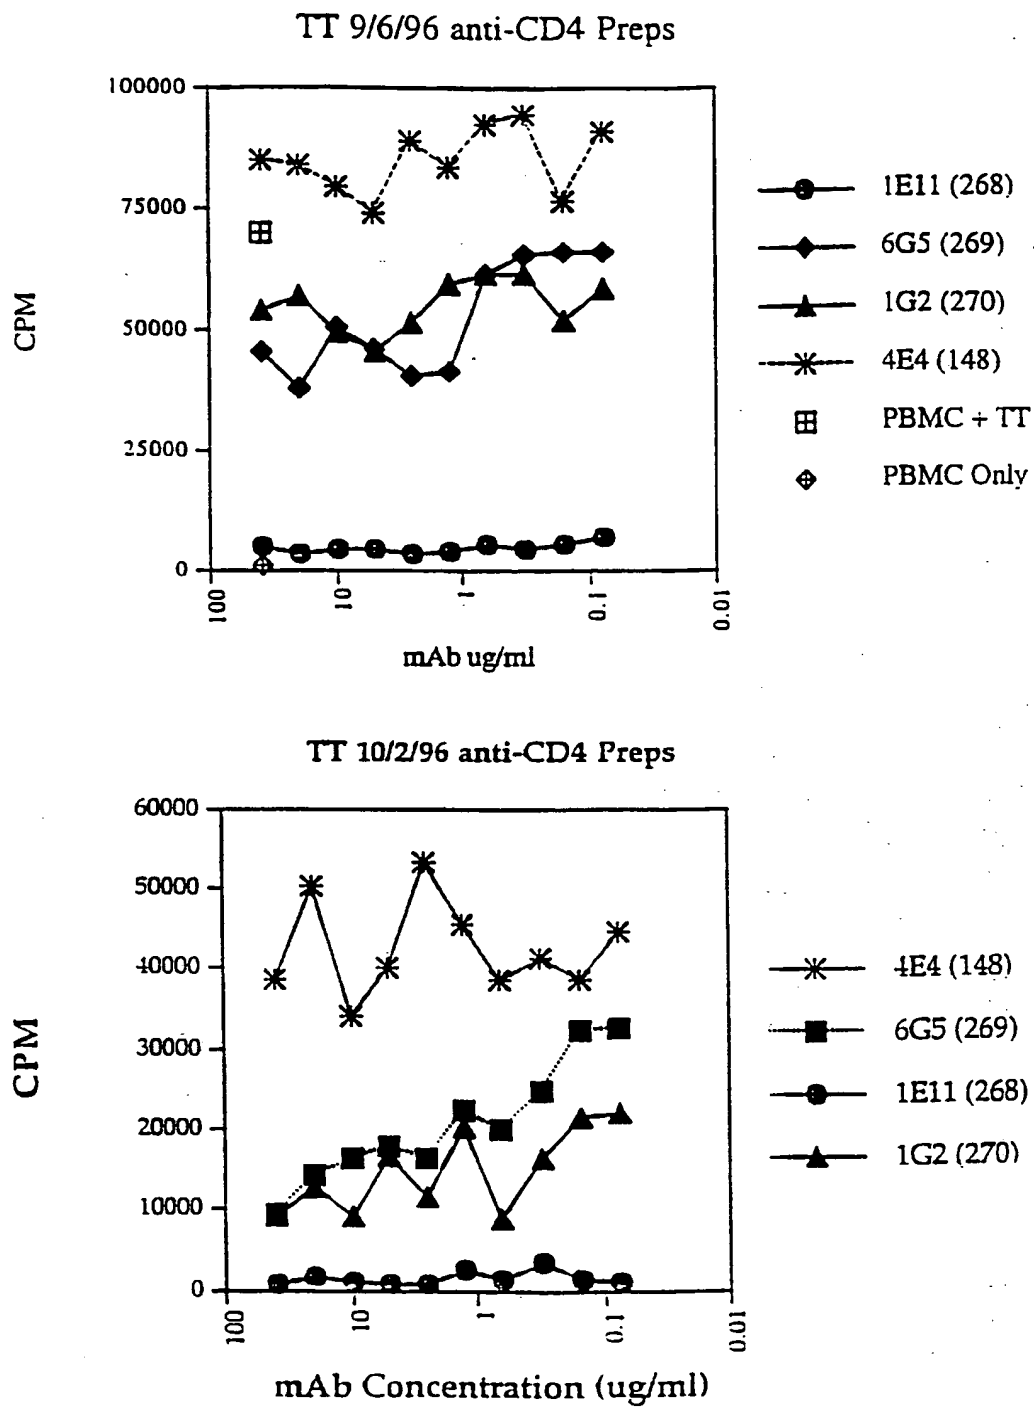 TT 9/6/96 anti-CD4 Preps
100000
75000
50000
25000
0
CPM
100
10
1
0.1
0.01
mAb ug/ml
1E11 (268)
6G5 (269)
1G2 (270)
4E4 (148)
PBMC + TT
PBMC Only
TT 10/2/96 anti-CD4 Preps
60000
50000
40000
30000
20000
10000
0
CPM
100
10
1
0.1
0.01
mAb Concentration (ug/ml)
4E4 (148)
6G5 (269)
1E11 (268)
1G2 (270)